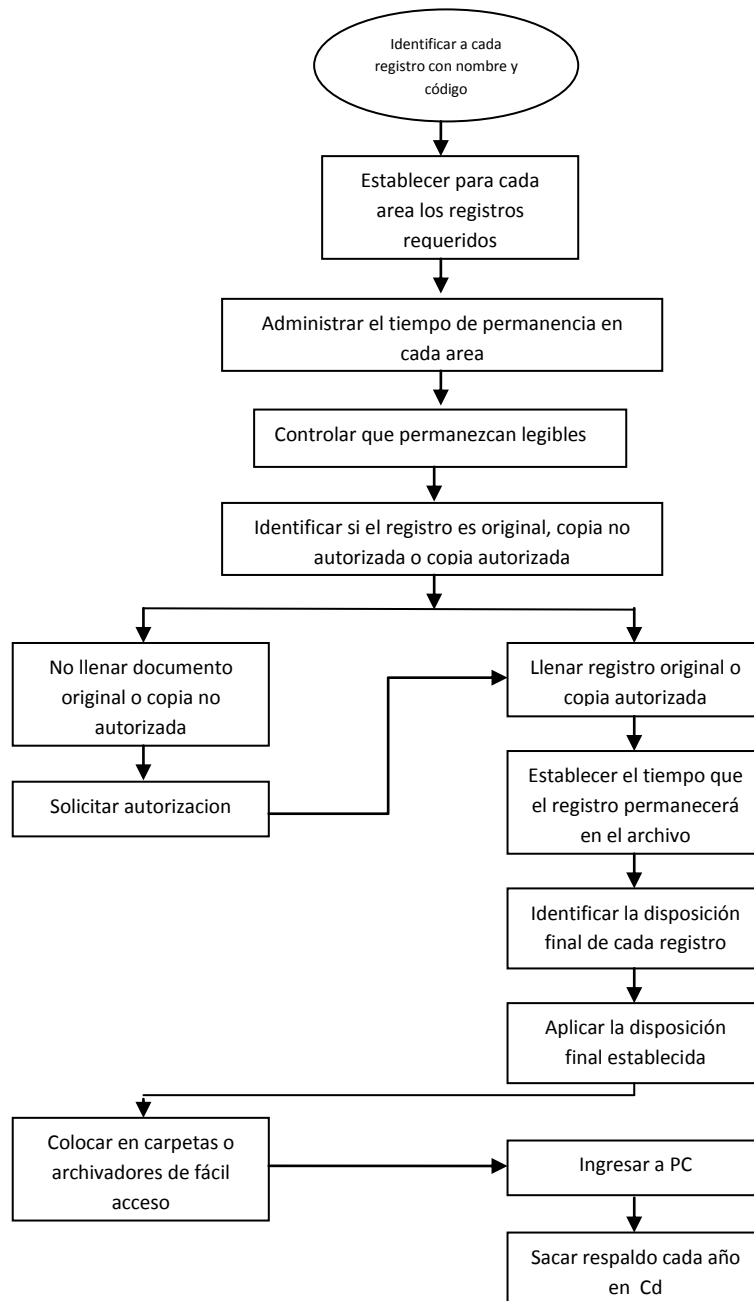 Identificar a cada
registro con nombre y
código
Establecer para cada
area los registros
requeridos
Administrar el tiempo de permanencia en
cada area
Controlar que permanezcan legibles
Identificar si el registro es original, copia no
autorizada o copia autorizada
No llenar documento
original o copia no
autorizada
Solicitar autorizacion
Llenar registro original o
copia autorizada
Establecer el tiempo que
el registro permanecerá
en el archivo
Identificar la disposición
final de cada registro
Aplicar la disposición
final establecida
Colocar en carpetas o
archivadores de fácil
acceso
Ingresar a PC
Sacar respaldo cada año
en Cd